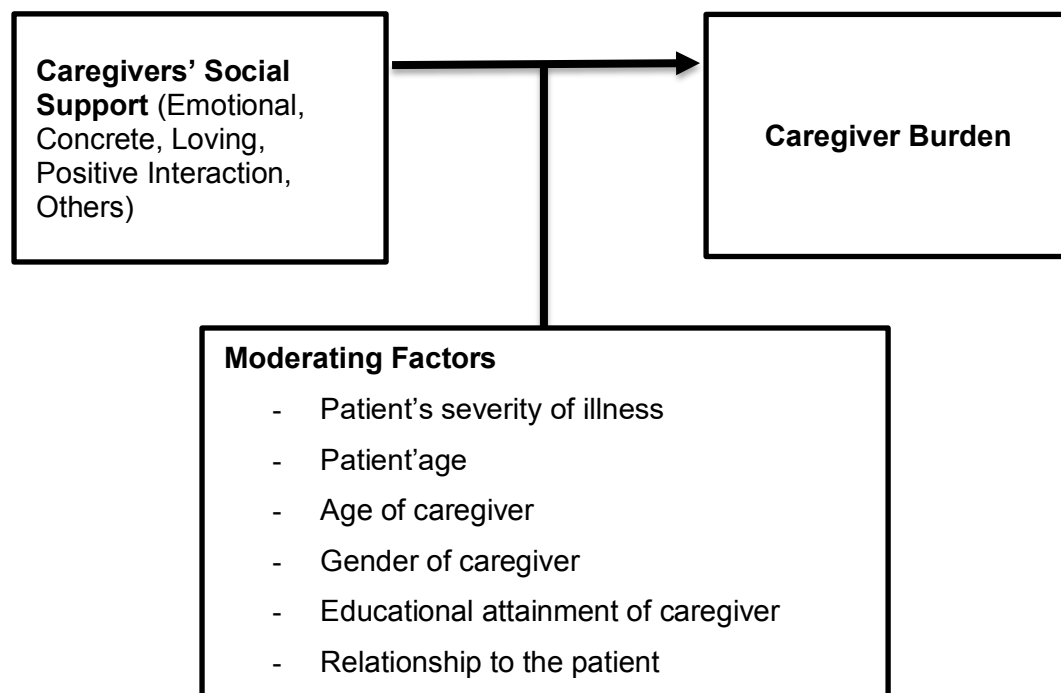 Caregivers’ Social
Support (Emotional,
Concrete, Loving,
Positive Interaction,
Others)
Caregiver Burden
Moderating Factors
- Patient’s severity of illness
- Patient’age
- Age of caregiver
- Gender of caregiver
- Educational attainment of caregiver
- Relationship to the patient